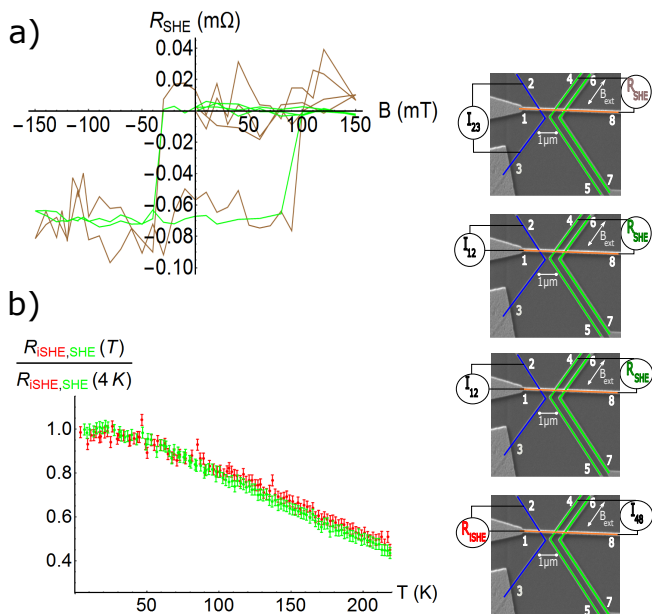 a)
R_SHE (mΩ)
0.04
0.02
-150
-100
-50
50
100
150
B (mT)
−0.02
−0.04
−0.06
−0.08
−0.10
2
4
6
B_ext
R_SHE
I_23
1
8
1μm
3
5
7
2
4
6
B_ext
R_SHE
I_12
1
8
1μm
3
5
7
b)
R_iSHE,SHE (T)
R_iSHE,SHE (4 K)
1.0
0.8
0.6
0.4
50
100
150
200
T (K)
2
4
6
B_ext
R_SHE
I_12
1
8
1μm
3
5
7
2
4
6
B_ext
I_48
R_iSHE
1
8
1μm
3
5
7